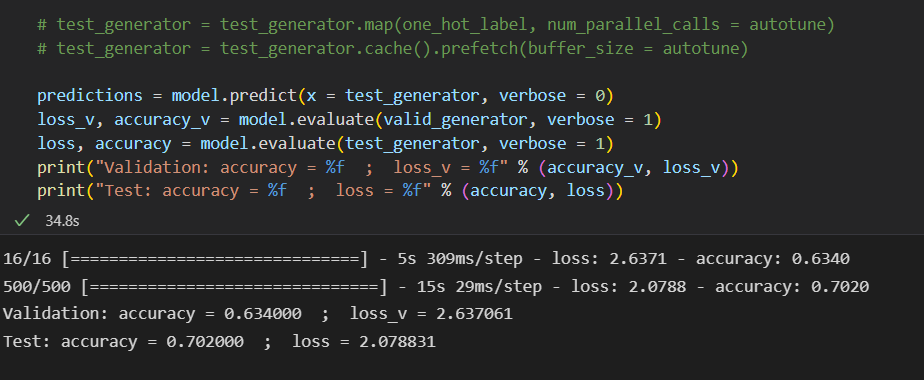 # test_generator = test_generator.map(one_hot_label, num_parallel_calls = autotune)
# test_generator = test_generator.cache().prefetch(buffer_size = autotune)
predictions = model.predict(x = test_generator, verbose = 0)
loss_v, accuracy_v = model.evaluate(valid_generator, verbose = 1)
loss, accuracy = model.evaluate(test_generator, verbose = 1)
print("Validation: accuracy = %f  ;  loss_v = %f" % (accuracy_v, loss_v))
print("Test: accuracy = %f  ;  loss = %f" % (accuracy, loss))
✓ 34.8s
16/16 [==============================] - 5s 309ms/step - loss: 2.6371 - accuracy: 0.6340
500/500 [==============================] - 15s 29ms/step - loss: 2.0788 - accuracy: 0.7020
Validation: accuracy = 0.634000  ;  loss_v = 2.637061
Test: accuracy = 0.702000  ;  loss = 2.078831